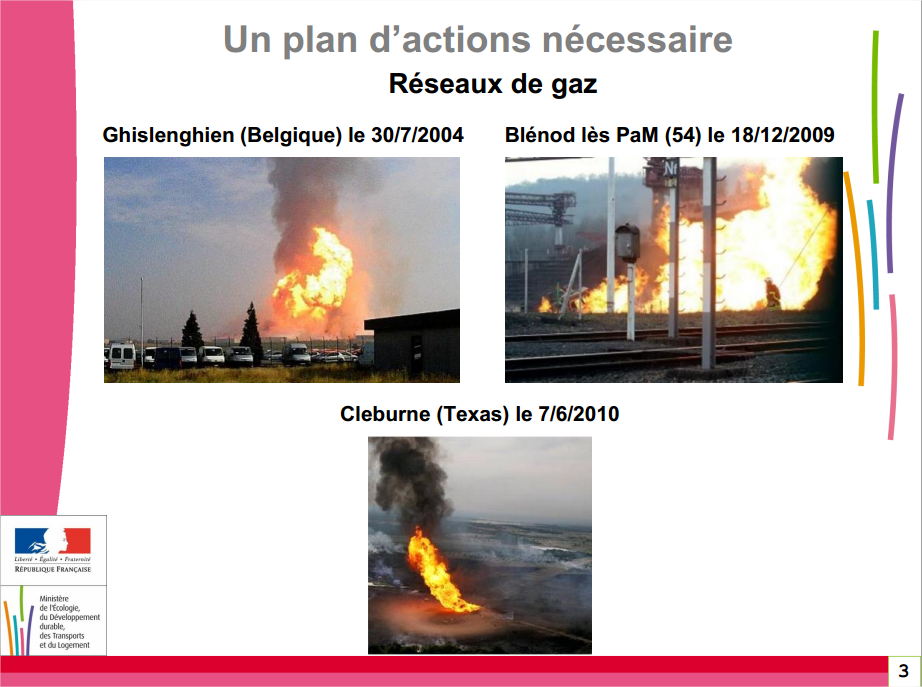 Un plan d’actions nécessaire
Réseaux de gaz
Ghislenghien (Belgique) le 30/7/2004
Blénod lès PaM (54) le 18/12/2009
Cleburne (Texas) le 7/6/2010
Liberté • Égalité • Fraternité
RÉPUBLIQUE FRANÇAISE
Ministère
de l'Écologie,
du Développement
durable,
des Transports
et du Logement
3